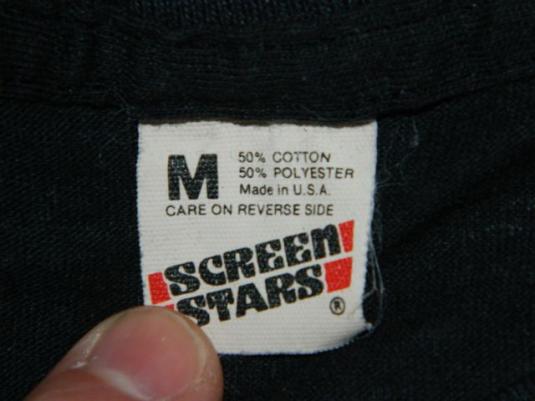 M
50% COTTON
50% POLYESTER
Made in U.S.A.
CARE ON REVERSE SIDE
SCREEN
STARS
®